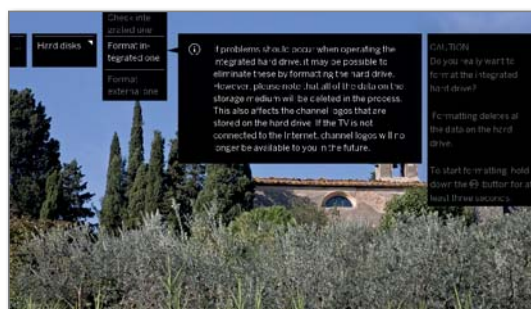 ...
Hard disks
Check inte
grated one
Format in-
tegrated one
Format
external one
If problems should occur when operating the
integrated hard drive, it may be possible to
eliminate these by formatting the hard drive.
However, please note that all of the data on the
storage medium will be deleted in the process.
This also affects the channel logos that are
stored on the hard drive. If the TV is not
connected to the Internet, channel logos will no
longer be available to you in the future.
CAUTION
Do you really want to
format the integrated
hard drive?
Formatting deletes al
the data on the hard
drive.
To start formatting, hold
down the button for at
least three seconds